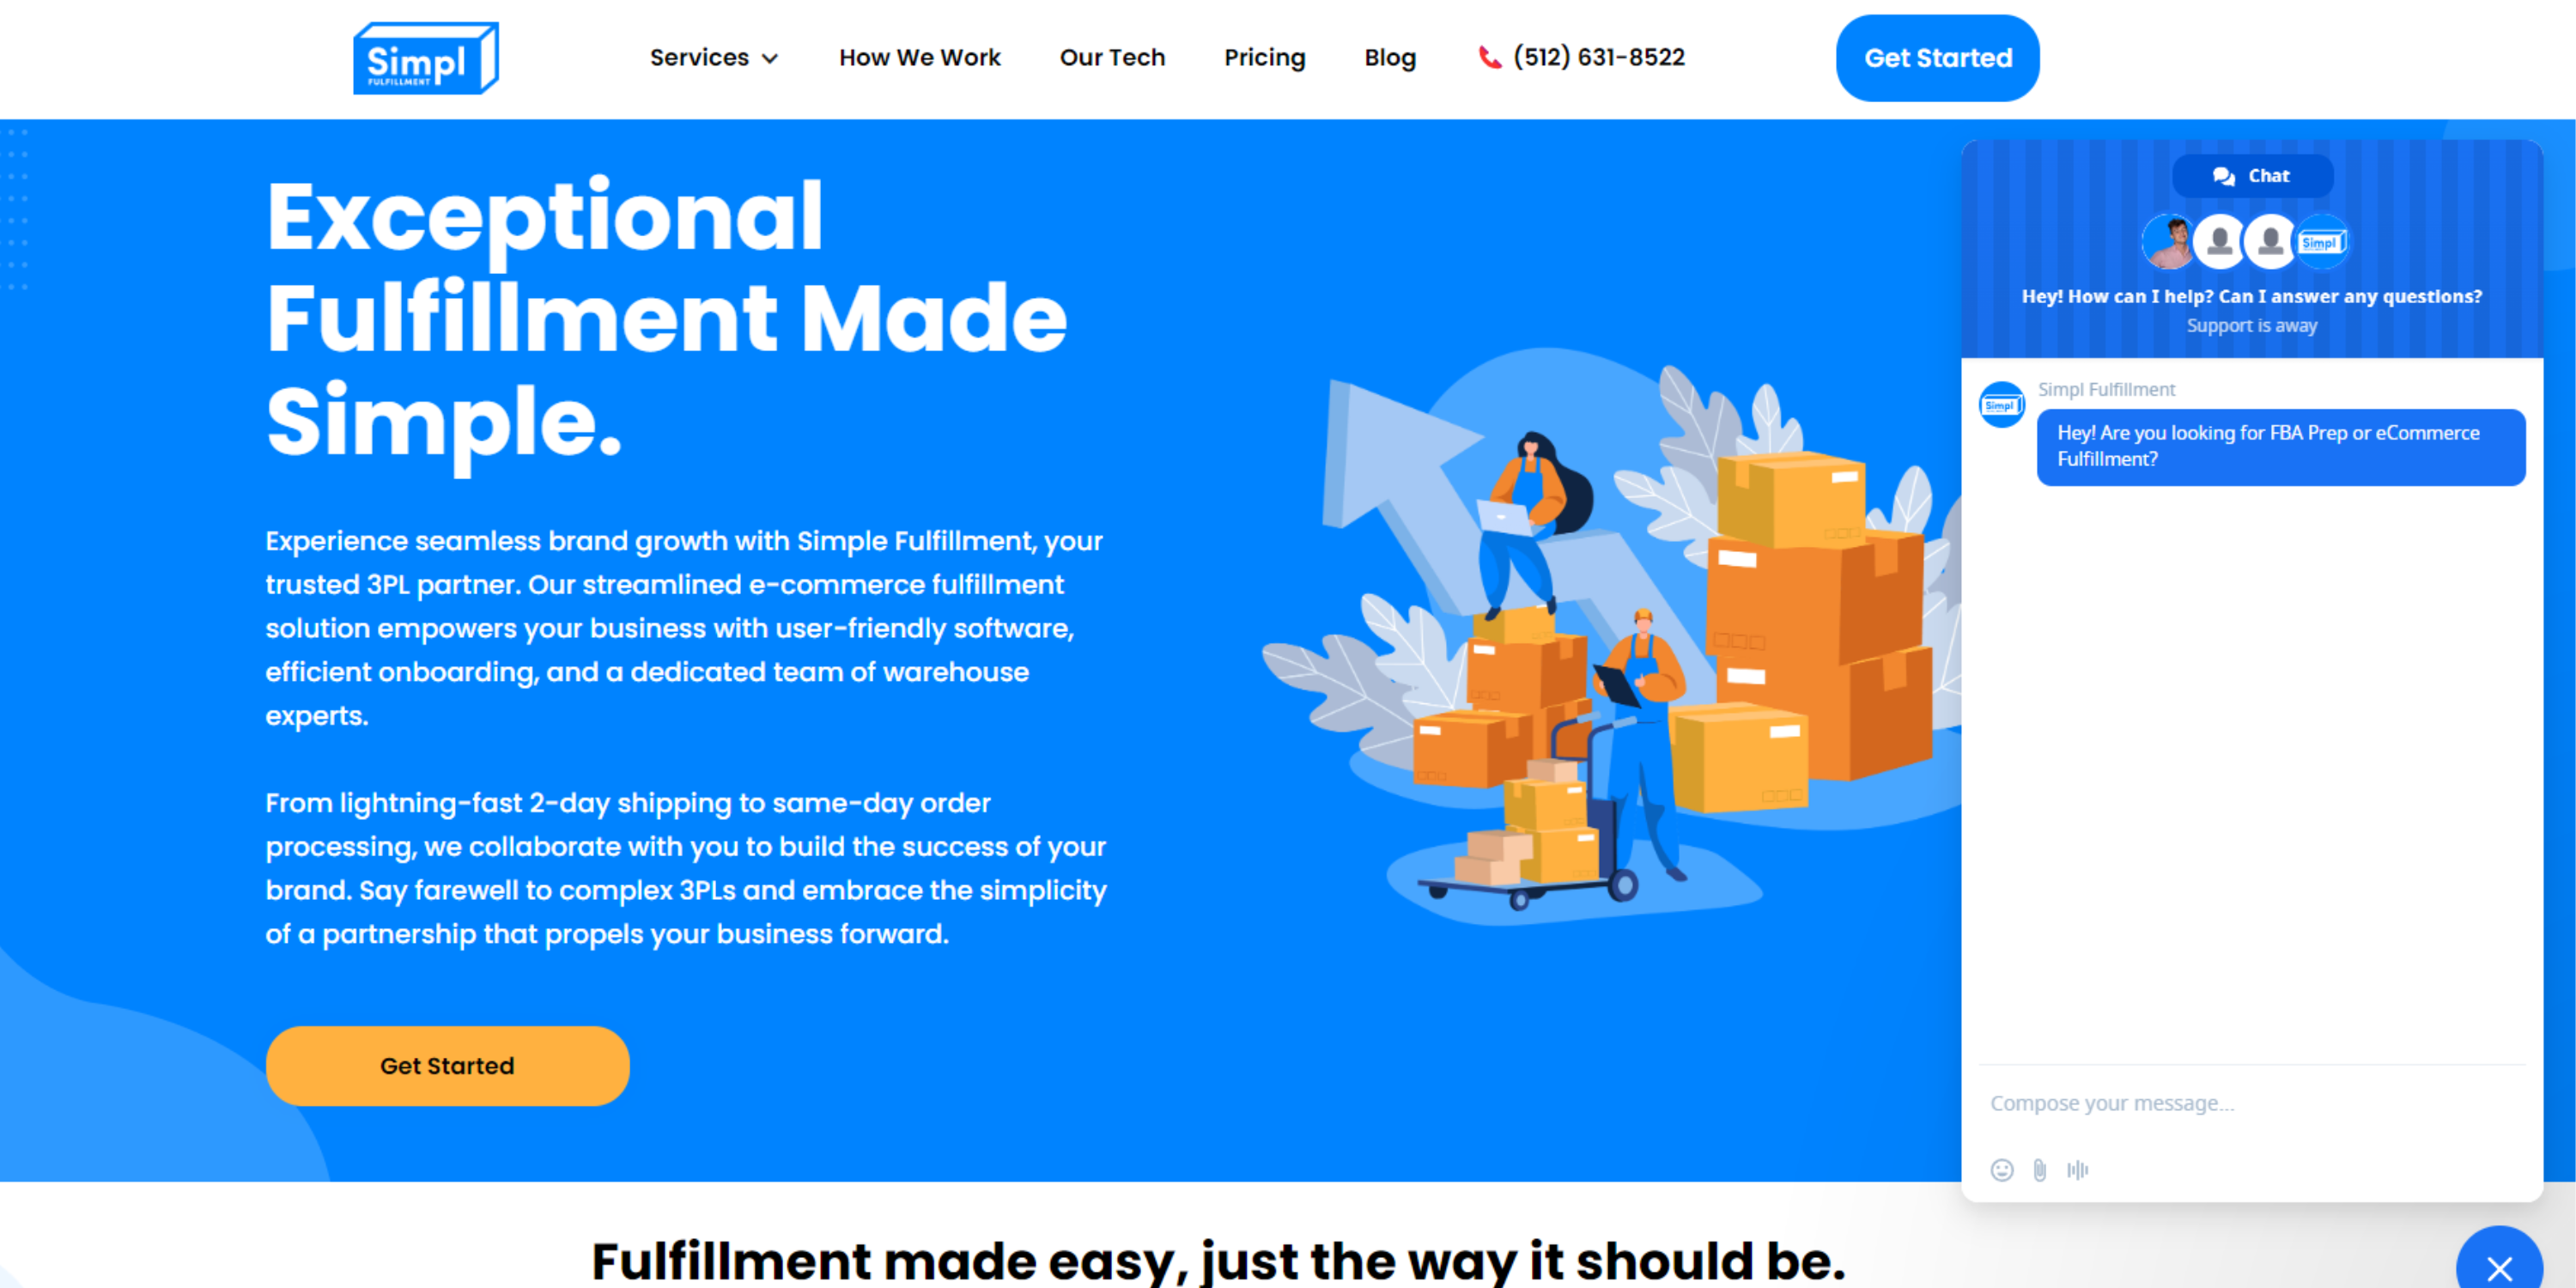 Simpl
FULFILLMENT
Services
How We Work
Our Tech
Pricing
Blog
(512) 631-8522
Get Started
Exceptional
Fulfillment Made
Simple.
Experience seamless brand growth with Simple Fulfillment, your
trusted 3PL partner. Our streamlined e-commerce fulfillment
solution empowers your business with user-friendly software,
efficient onboarding, and a dedicated team of warehouse
experts.
From lightning-fast 2-day shipping to same-day order
processing, we collaborate with you to build the success of your
brand. Say farewell to complex 3PLs and embrace the simplicity
of a partnership that propels your business forward.
Get Started
Chat
Simpl
Hey! How can I help? Can I answer any questions?
Support is away
Simpl
Simpl Fulfillment
Hey! Are you looking for FBA Prep or eCommerce
Fulfillment?
Compose your message...
Fulfillment made easy, just the way it should be.